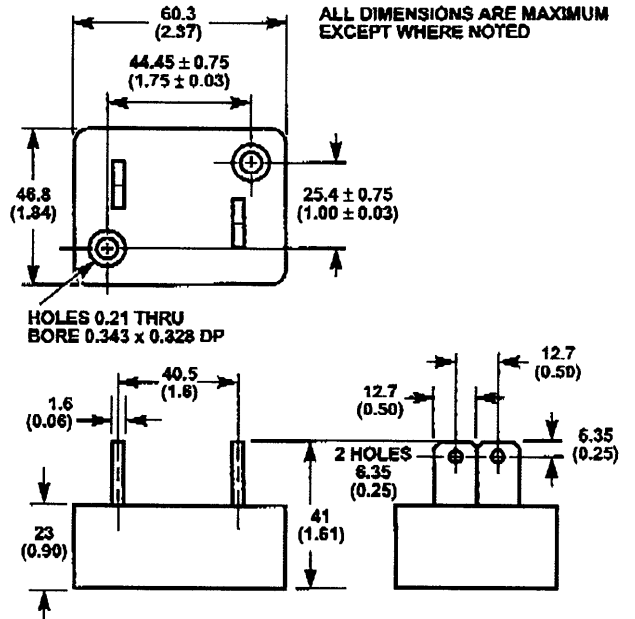 60.3
(2.37)
ALL DIMENSIONS ARE MAXIMUM
EXCEPT WHERE NOTED
44.45 ± 0.75
(1.75 ± 0.03)
46.8
(1.84)
25.4 ± 0.75
(1.00 ± 0.03)
HOLES 0.21 THRU
BORE 0.343 x 0.328 DP
40.5
(1.6)
1.6
(0.06)
12.7
(0.50)
12.7
(0.50)
2 HOLES
6.35
(0.25)
6.35
(0.25)
23
(0.90)
41
(1.61)